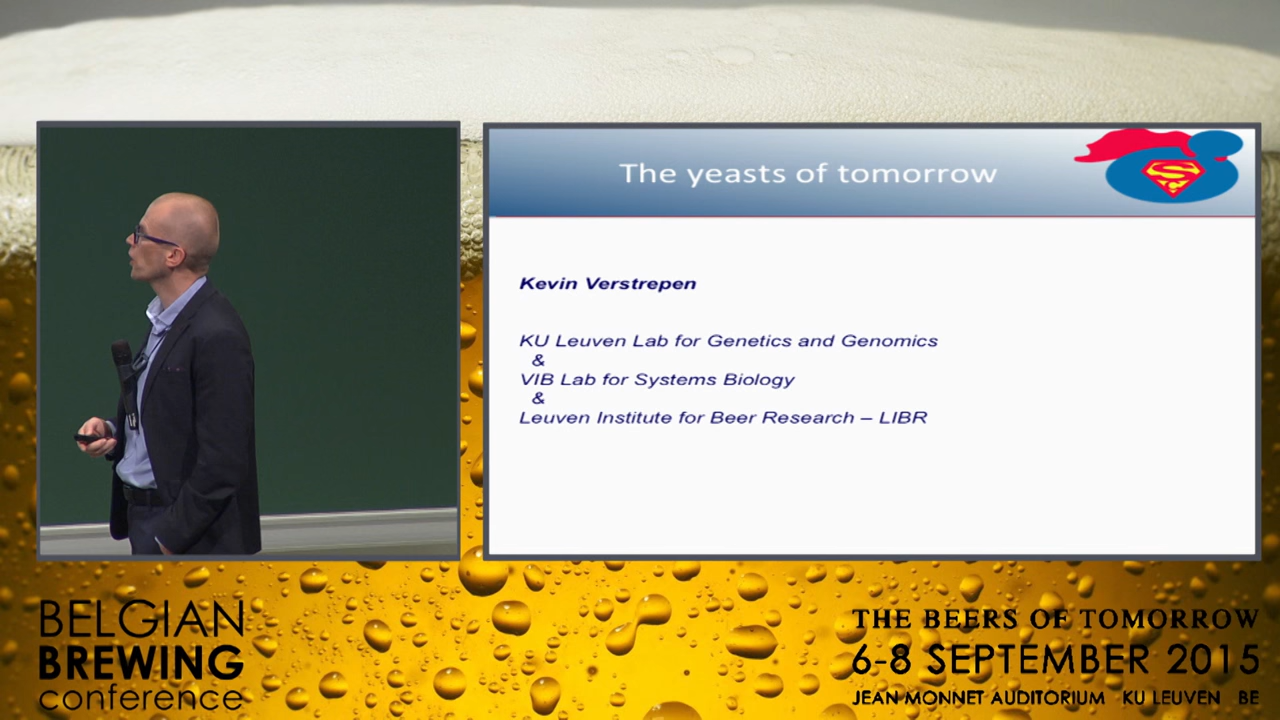 The yeasts of tomorrow
Kevin Verstrepen
KU Leuven Lab for Genetics and Genomics
&
VIB Lab for Systems Biology
&
Leuven Institute for Beer Research – LIBR
BELGIAN
BREWING
conference
THE BEERS OF TOMORROW
6-8 SEPTEMBER 2015
JEAN MONNET AUDITORIUM KU LEUVEN BE